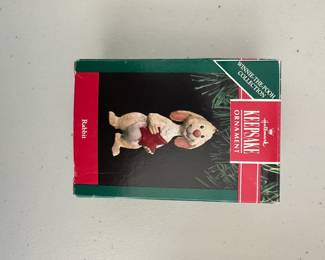 WINNIE-THE-POOH
COLLECTION
Hallmark
KEEPSAKE
ORNAMENT
Rabbit